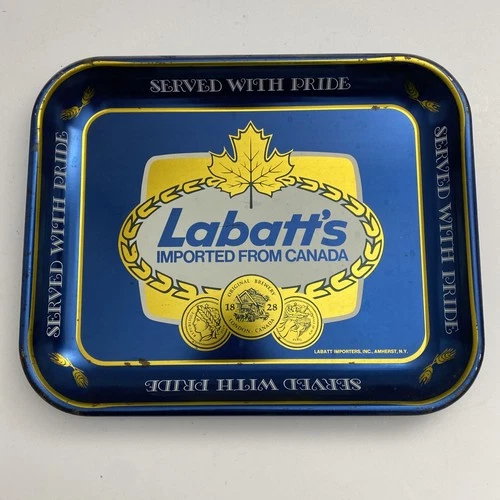 SERVED WITH PRIDE
SERVED WITH PRIDE
SERVED WITH PRIDE
Labatt's
IMPORTED FROM CANADA
ORIGINAL BREWERY
18 28
LONDON, CANADA
LABATT IMPORTERS, INC., AMHERST, N.Y.
SERVED WITH PRIDE